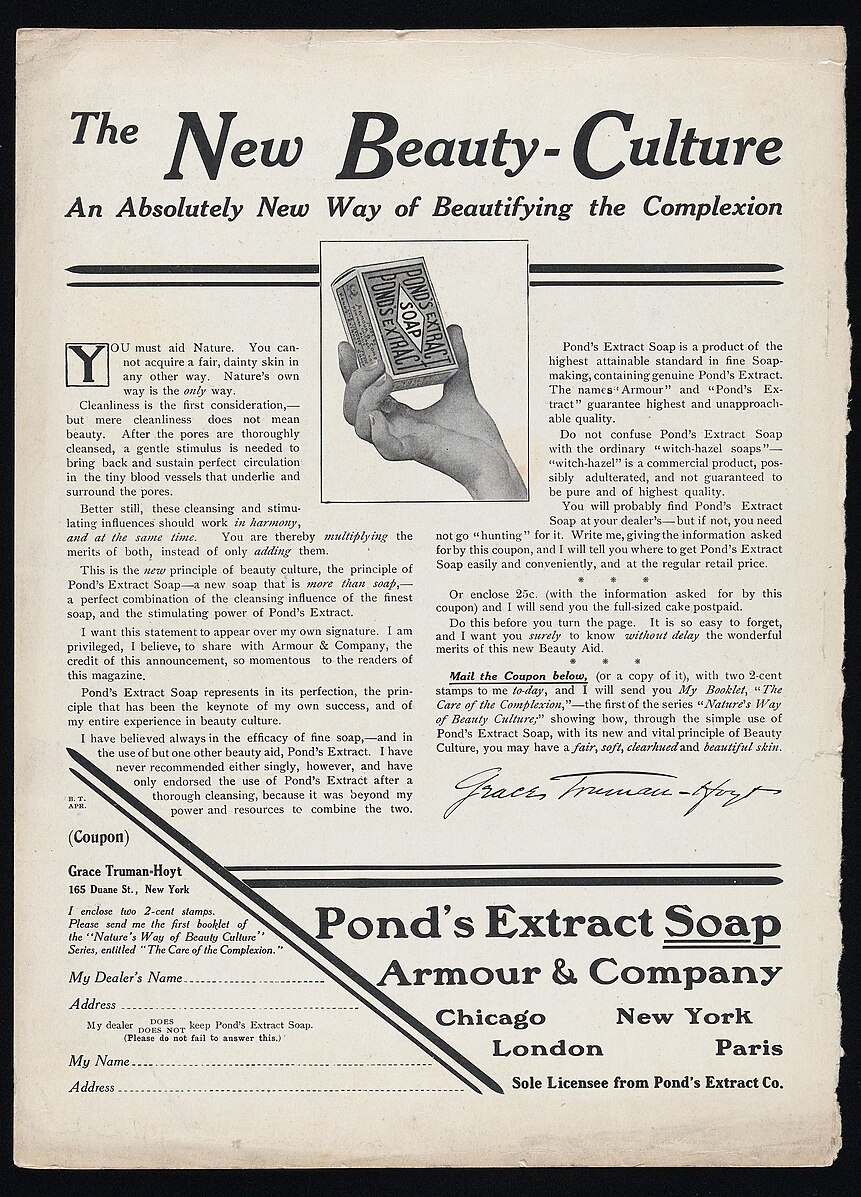 The New Beauty-Culture
An Absolutely New Way of Beautifying the Complexion
POND'S EXTRACT
SOAP
POND'S EXTRACT
YOU must aid Nature. You can-
not acquire a fair, dainty skin in
any other way. Nature's own
way is the only way.
Cleanliness is the first consideration,—
but mere cleanliness does not mean
beauty. After the pores are thoroughly
cleansed, a gentle stimulus is needed to
bring back and sustain perfect circulation
in the tiny blood vessels that underlie and
surround the pores.
Better still, these cleansing and stimu-
lating influences should work in harmony,
and at the same time. You are thereby multiplying the
merits of both, instead of only adding them.
This is the new principle of beauty culture, the principle of
Pond's Extract Soap—a new soap that is more than soap,—
a perfect combination of the cleansing influence of the finest
soap, and the stimulating power of Pond's Extract.
I want this statement to appear over my own signature. I am
privileged, I believe, to share with Armour & Company, the
credit of this announcement, so momentous to the readers of
this magazine.
Pond's Extract Soap represents in its perfection, the prin-
ciple that has been the keynote of my own success, and of
my entire experience in beauty culture.
I have believed always in the efficacy of fine soap,—and in
the use of but one other beauty aid, Pond's Extract. I have
never recommended either singly, however, and have
only endorsed the use of Pond's Extract after a
thorough cleansing, because it was beyond my
power and resources to combine the two.
Pond's Extract Soap is a product of the
highest attainable standard in fine Soap-
making, containing genuine Pond's Extract.
The names "Armour" and "Pond's Ex-
tract" guarantee highest and unapproach-
able quality.
Do not confuse Pond's Extract Soap
with the ordinary "witch-hazel soaps"—
"witch-hazel" is a commercial product, pos-
sibly adulterated, and not guaranteed to
be pure and of highest quality.
You will probably find Pond's Extract
Soap at your dealer's—but if not, you need
not go "hunting" for it. Write me, giving the information asked
for by this coupon, and I will tell you where to get Pond's Extract
Soap easily and conveniently, and at the regular retail price.
* * *
Or enclose 25c. (with the information asked for by this
coupon) and I will send you the full-sized cake postpaid.
Do this before you turn the page. It is so easy to forget,
and I want you surely to know without delay the wonderful
merits of this new Beauty Aid.
* * *
Mail the Coupon below, (or a copy of it), with two 2-cent
stamps to me to-day, and I will send you My Booklet, "The
Care of the Complexion,"—the first of the series "Nature's Way
of Beauty Culture;" showing how, through the simple use of
Pond's Extract Soap, with its new and vital principle of Beauty
Culture, you may have a fair, soft, clearhued and beautiful skin.
Grace Truman-Hoyt
B. T.
APR.
(Coupon)
Grace Truman-Hoyt
165 Duane St., New York
I enclose two 2-cent stamps.
Please send me the first booklet of
the "Nature's Way of Beauty Culture"
Series, entitled "The Care of the Complexion."
My Dealer's Name
Address
My dealer DOES
DOES NOT keep Pond's Extract Soap.
(Please do not fail to answer this.)
My Name
Address
Pond's Extract Soap
Armour & Company
Chicago New York
London Paris
Sole Licensee from Pond's Extract Co.